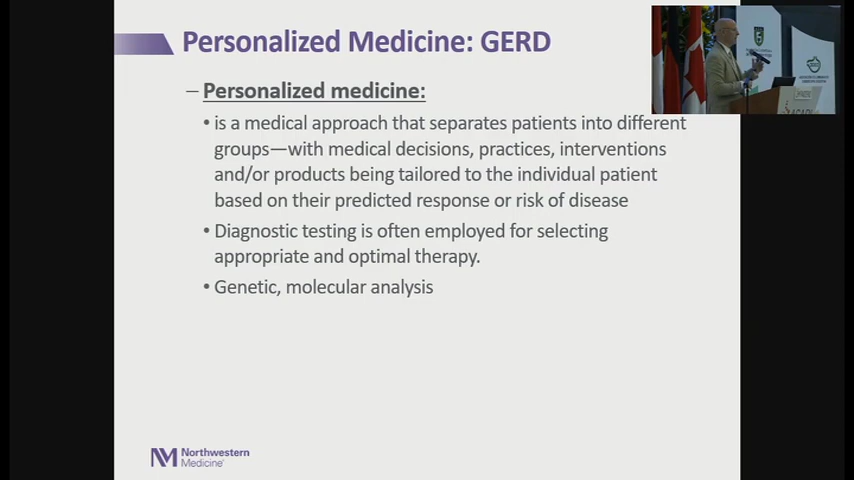 Personalized Medicine: GERD
– Personalized medicine:
• is a medical approach that separates patients into different
groups—with medical decisions, practices, interventions
and/or products being tailored to the individual patient
based on their predicted response or risk of disease
• Diagnostic testing is often employed for selecting
appropriate and optimal therapy.
• Genetic, molecular analysis
NM Northwestern
Medicine